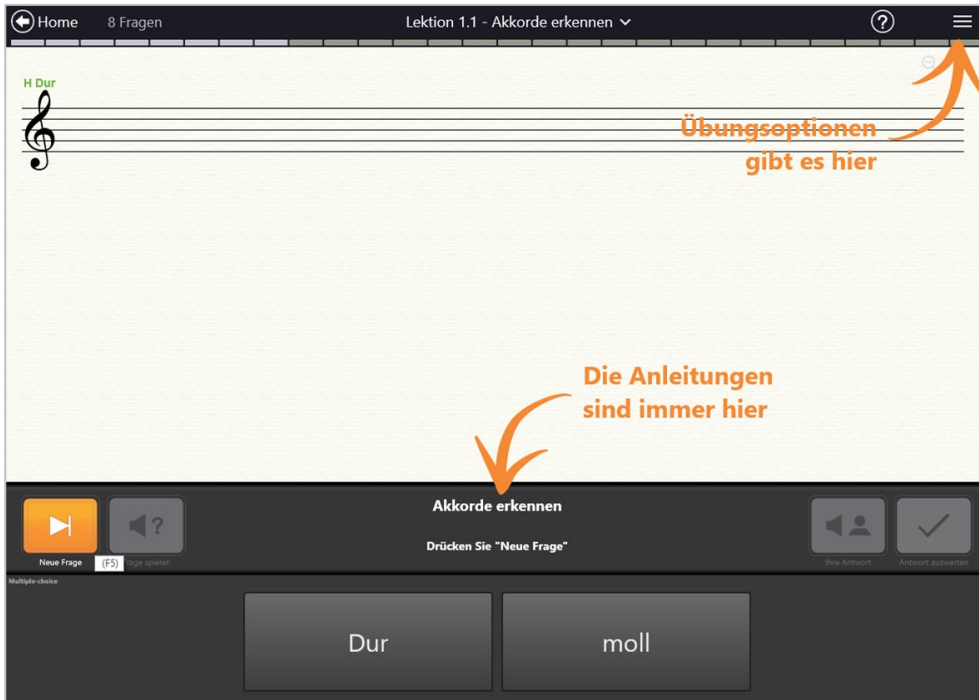 Home 8 Fragen Lektion 1.1 - Akkorde erkennen ?
H Dur
Übungsoptionen
gibt es hier
Die Anleitungen
sind immer hier
Akkorde erkennen
?
Drücken Sie "Neue Frage"
Neue Frage (F5) rage spielen Ihre Antwort Antwort auswerten
Multiple-choice
Dur moll